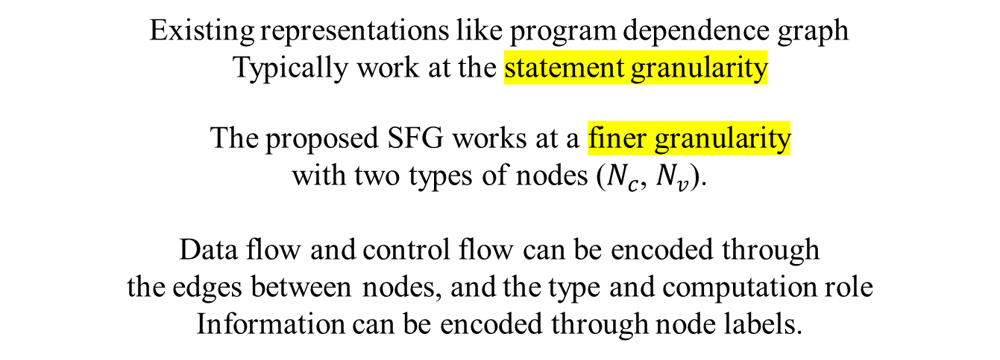 Existing representations like program dependence graph
Typically work at the statement granularity
The proposed SFG works at a finer granularity
with two types of nodes (N_c, N_v).
Data flow and control flow can be encoded through
the edges between nodes, and the type and computation role
Information can be encoded through node labels.